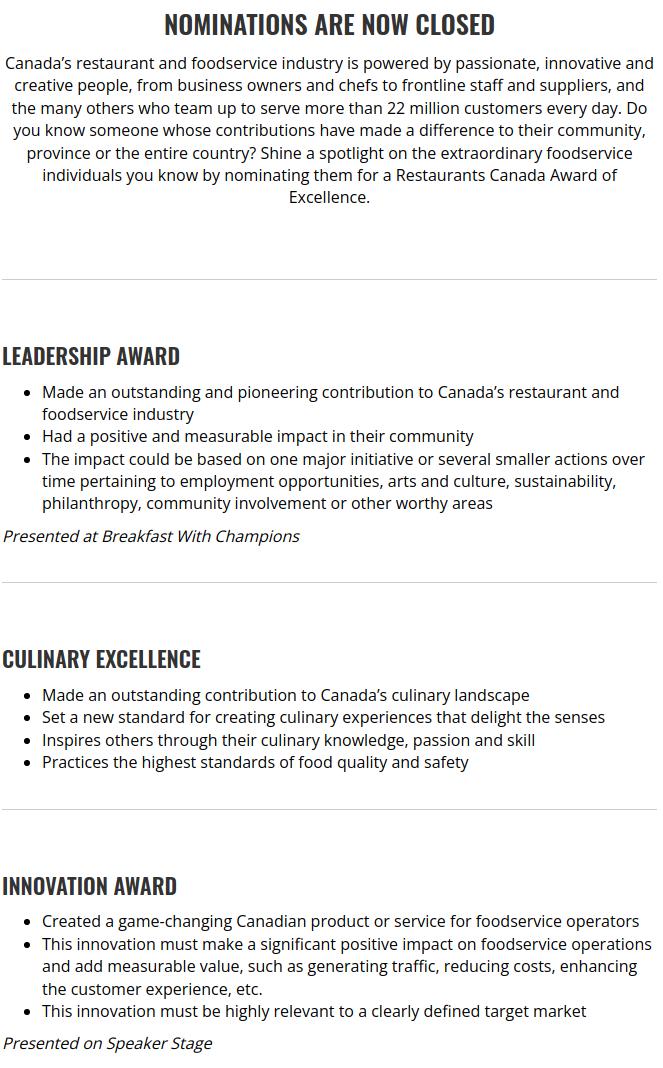 NOMINATIONS ARE NOW CLOSED
Canada’s restaurant and foodservice industry is powered by passionate, innovative and
creative people, from business owners and chefs to frontline staff and suppliers, and
the many others who team up to serve more than 22 million customers every day. Do
you know someone whose contributions have made a difference to their community,
province or the entire country? Shine a spotlight on the extraordinary foodservice
individuals you know by nominating them for a Restaurants Canada Award of
Excellence.
LEADERSHIP AWARD
• Made an outstanding and pioneering contribution to Canada’s restaurant and
foodservice industry
• Had a positive and measurable impact in their community
• The impact could be based on one major initiative or several smaller actions over
time pertaining to employment opportunities, arts and culture, sustainability,
philanthropy, community involvement or other worthy areas
Presented at Breakfast With Champions
CULINARY EXCELLENCE
• Made an outstanding contribution to Canada’s culinary landscape
• Set a new standard for creating culinary experiences that delight the senses
• Inspires others through their culinary knowledge, passion and skill
• Practices the highest standards of food quality and safety
INNOVATION AWARD
• Created a game-changing Canadian product or service for foodservice operators
• This innovation must make a significant positive impact on foodservice operations
and add measurable value, such as generating traffic, reducing costs, enhancing
the customer experience, etc.
• This innovation must be highly relevant to a clearly defined target market
Presented on Speaker Stage